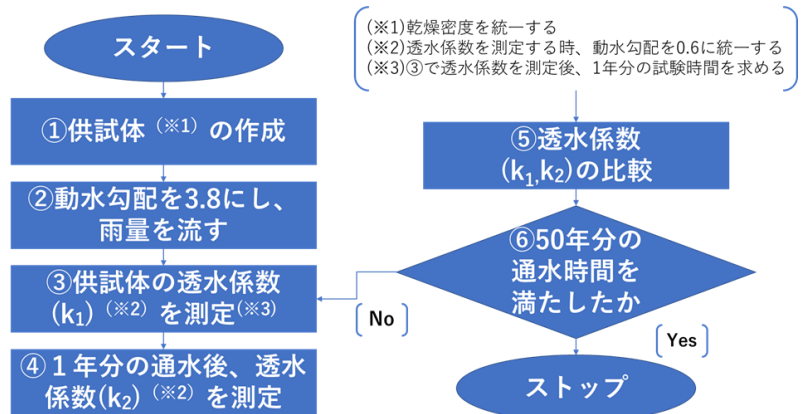 スタート
①供試体（※1）の作成
②動水勾配を3.8にし、
雨量を流す
③供試体の透水係数
(k₁)（※2）を測定(※3)
④１年分の通水後、透水
係数(k₂)（※2）を測定
(※1)乾燥密度を統一する
(※2)透水係数を測定する時、動水勾配を0.6に統一する
(※3)③で透水係数を測定後、1年分の試験時間を求める
⑤透水係数
(k₁,k₂)の比較
⑥50年分の
通水時間を
満たしたか
No
Yes
ストップ